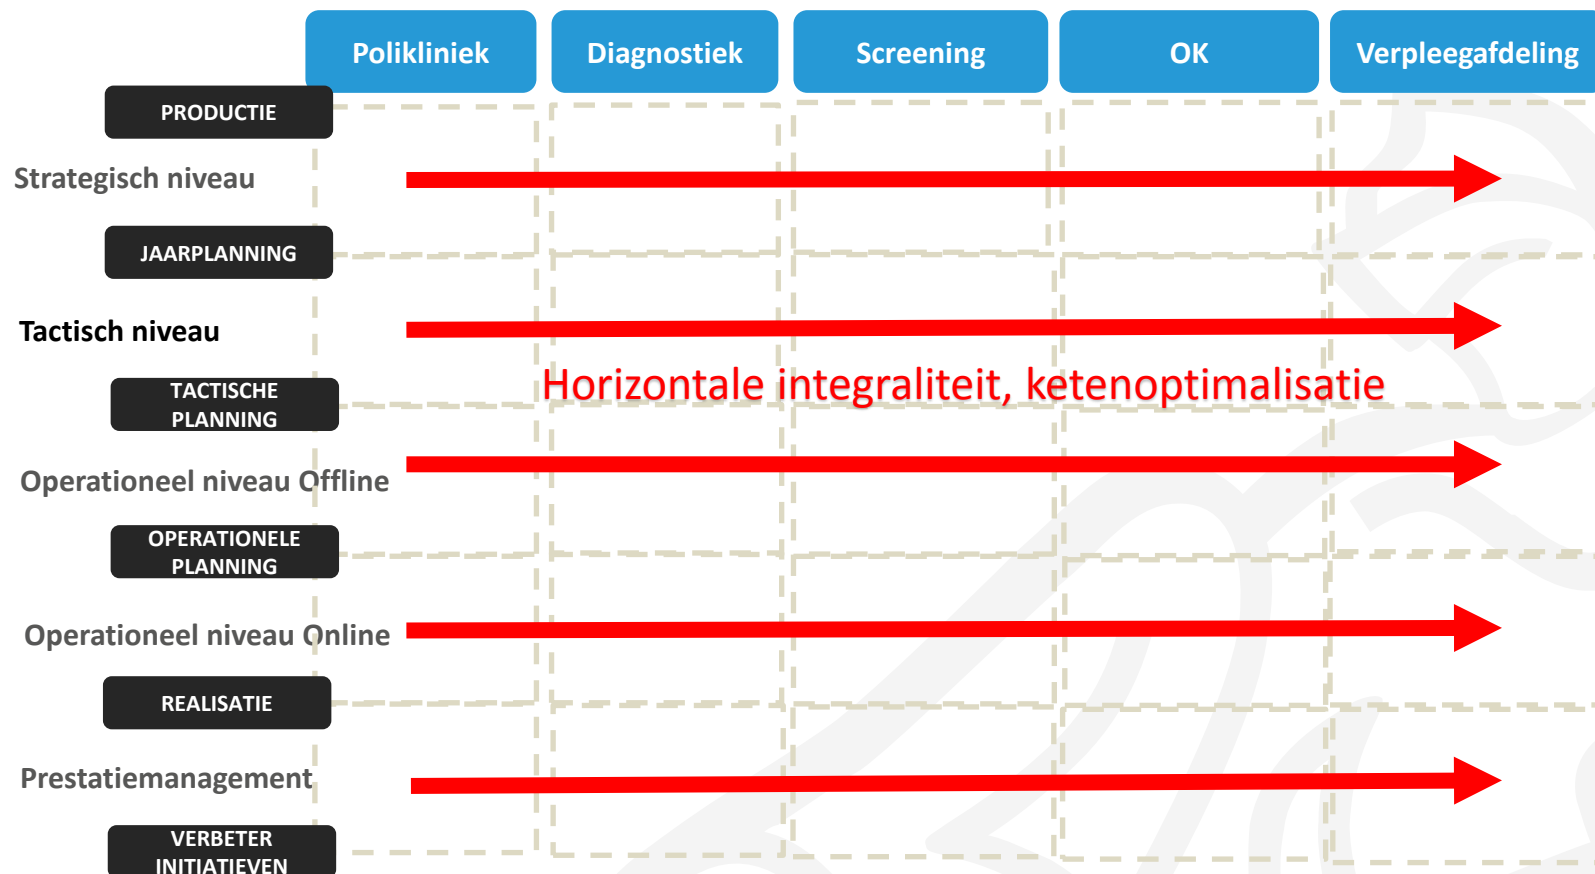 Polikliniek Diagnostiek Screening OK Verpleegafdeling
PRODUCTIE
Strategisch niveau
JAARPLANNING
Tactisch niveau
Horizontale integraliteit, ketenoptimalisatie
TACTISCHE
PLANNING
Operationeel niveau Offline
OPERATIONELE
PLANNING
Operationeel niveau Online
REALISATIE
Prestatiemanagement
VERBETER
INITIATIEVEN